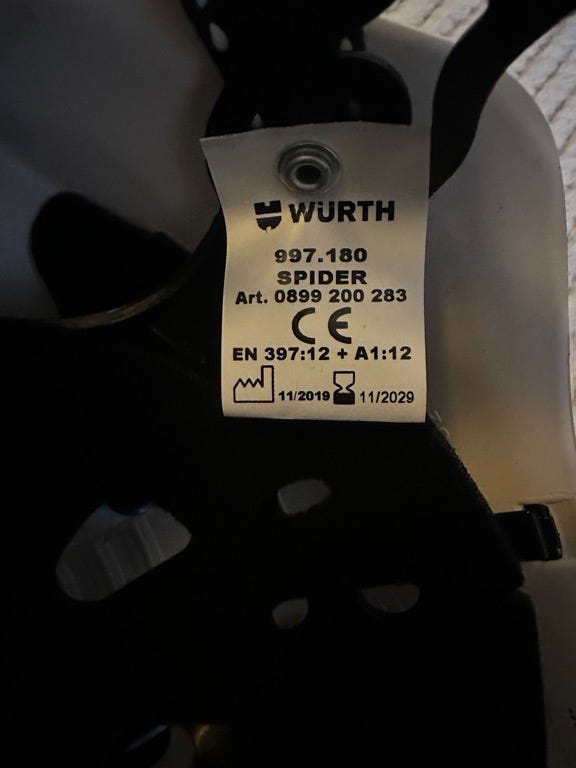 WÜRTH
997.180
SPIDER
Art. 0899 200 283
CE
EN 397:12 + A1:12
11/2019 11/2029